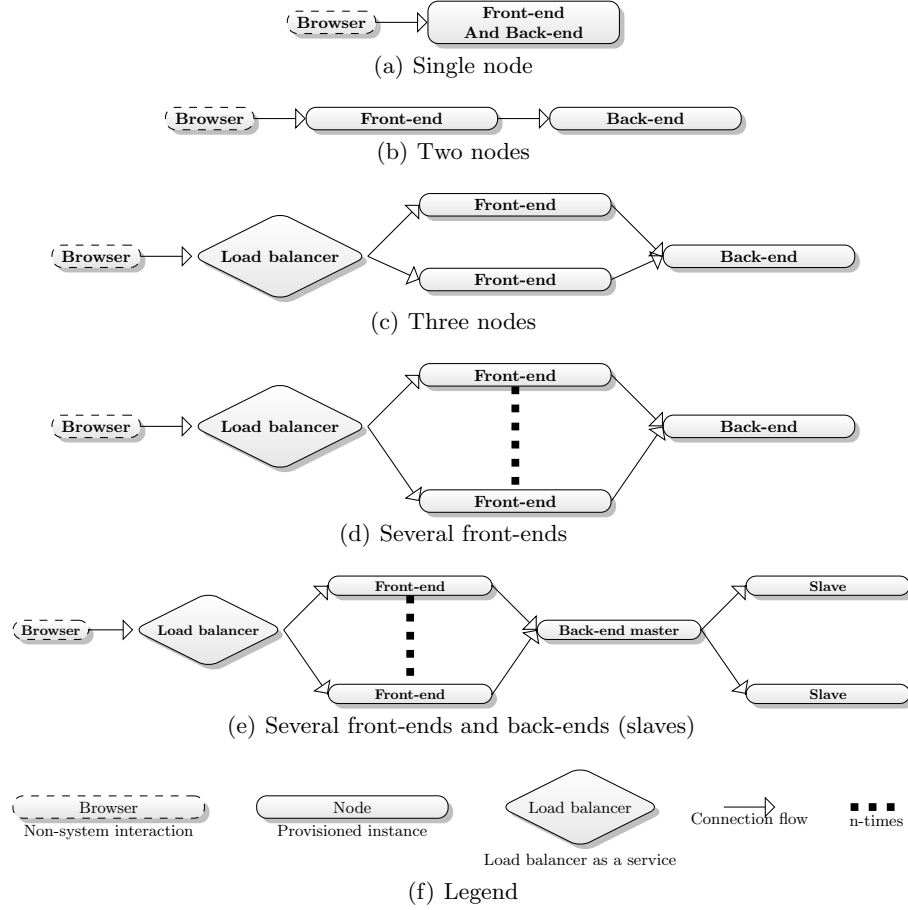 Browser
Front-end
And Back-end
(a) Single node
Browser
Front-end
Back-end
(b) Two nodes
Front-end
Browser
Load balancer
Back-end
Front-end
(c) Three nodes
Front-end
Browser
Load balancer
Back-end
Front-end
(d) Several front-ends
Front-end
Slave
Browser
Load balancer
Back-end master
Front-end
Slave
(e) Several front-ends and back-ends (slaves)
Browser
Non-system interaction
Node
Provisioned instance
Load balancer
Load balancer as a service
Connection flow
n-times
(f) Legend